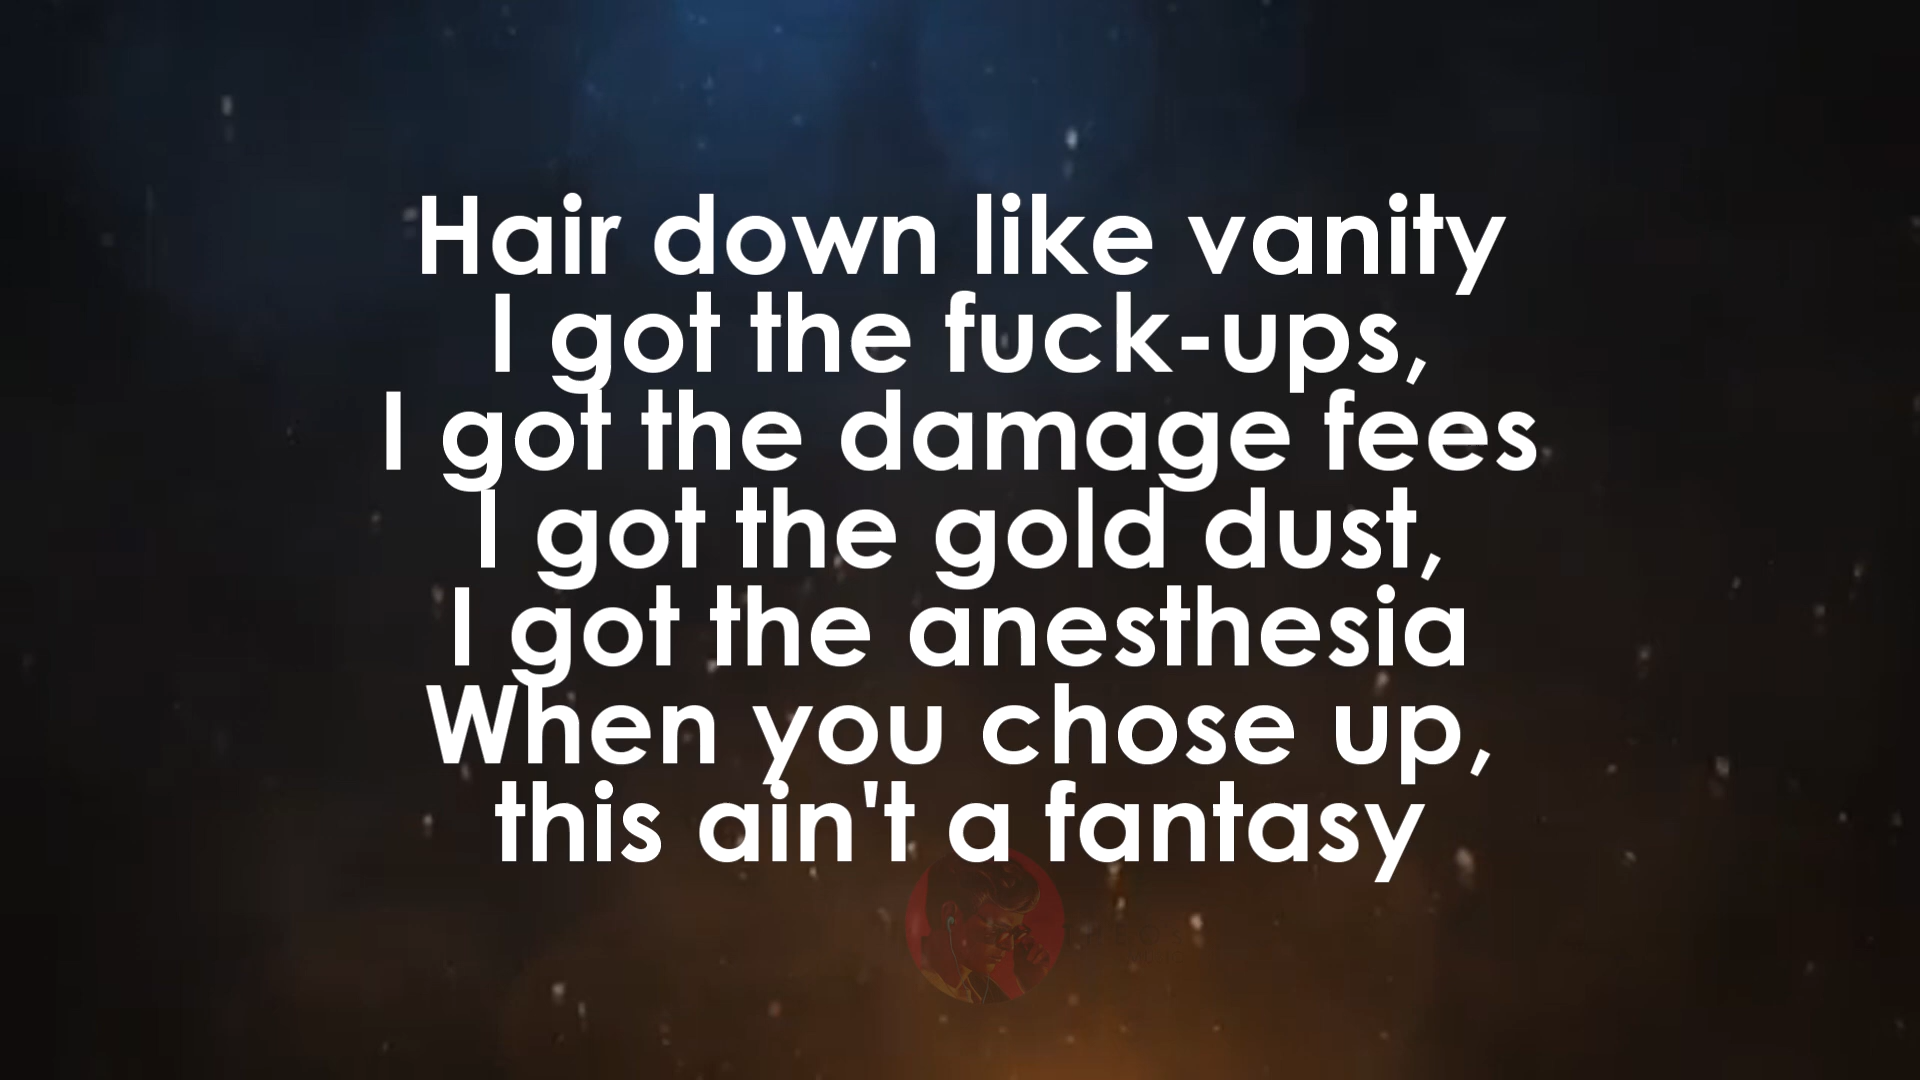 Hair down like vanity
I got the fuck-ups,
I got the damage fees
I got the gold dust,
I got the anesthesia
When you chose up,
this ain't a fantasy